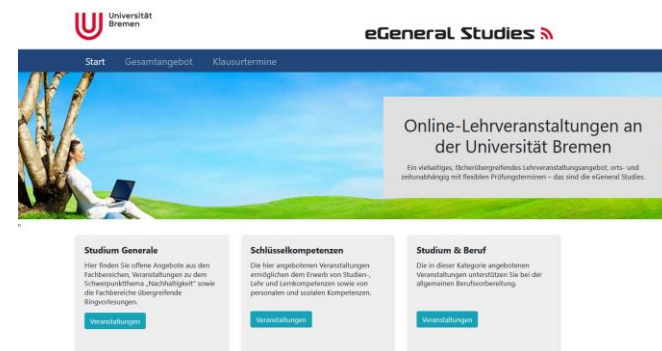 Universität
Bremen
eGeneral Studies
Start Gesamtangebot Klausurtermine
Online-Lehrveranstaltungen an
der Universität Bremen
Ein vielseitiges, fächerübergreifendes Lehrveranstaltungsangebot, orts- und
zeitunabhängig mit flexiblen Prüfungsterminen – das sind die eGeneral Studies.
n
Studium Generale
Hier finden Sie offene Angebote aus den
Fachbereichen, Veranstaltungen zu dem
Schwerpunktthema „Nachhaltigkeit" sowie
die Fachbereiche übergreifende
Ringvorlesungen.
Veranstaltungen
Schlüsselkompetenzen
Die hier angebotenen Veranstaltungen
ermöglichen dem Erwerb von Studien-,
Lehr und Lernkompetenzen sowie von
personalen und sozialen Kompetenzen.
Veranstaltungen
Studium & Beruf
Die in dieser Kategorie angebotenen
Veranstaltungen unterstützen Sie bei der
allgemeinen Berufsvorbereitung.
Veranstaltungen